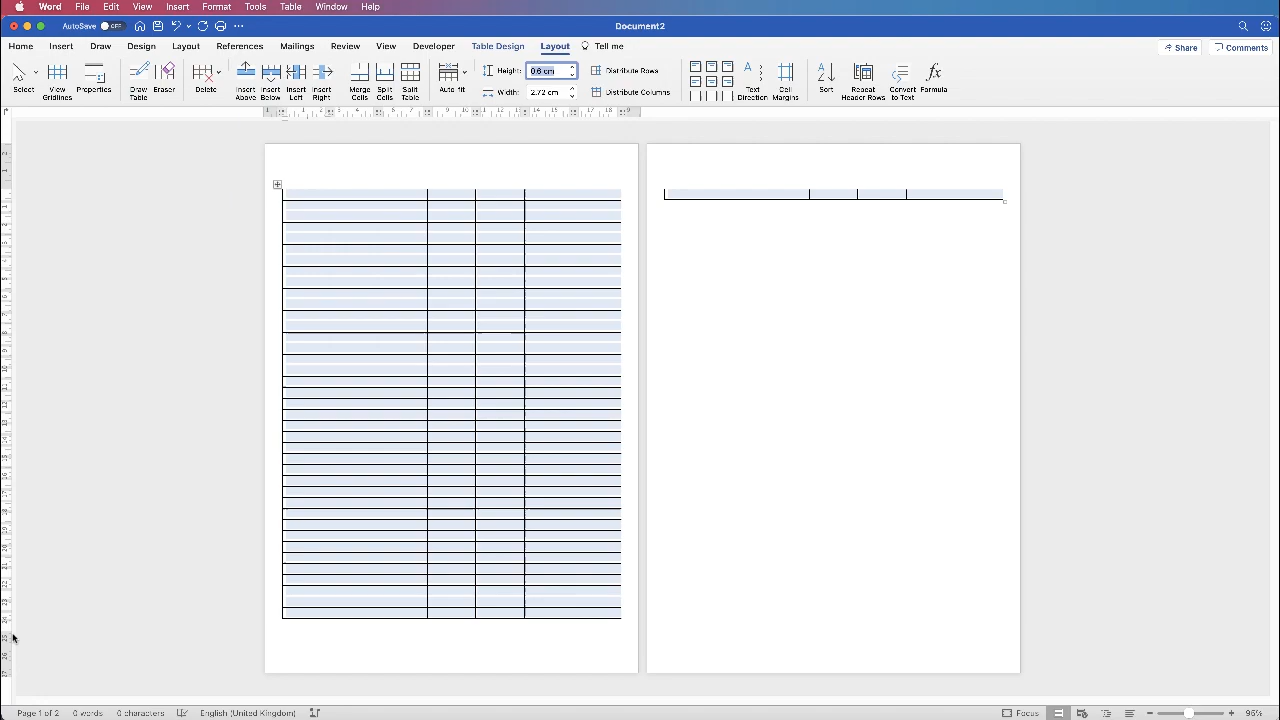 Word File Edit View Insert Format Tools Table Window Help
AutoSave OFF Document2
Home Insert Draw Design Layout References Mailings Review View Developer Table Design Layout Tell me Share Comments
Select View Gridlines Properties Draw Table Eraser Delete Insert Above Insert Below Insert Left Insert Right Merge Cells Split Cells Split Table Auto-fit
Height: 0.6 cm Distribute Rows
Width: 2.72 cm Distribute Columns
Text Direction Cell Margins Sort Repeat Header Rows Convert to Text Formula
Page 1 of 2 0 words 0 characters English (United Kingdom) Focus 96%